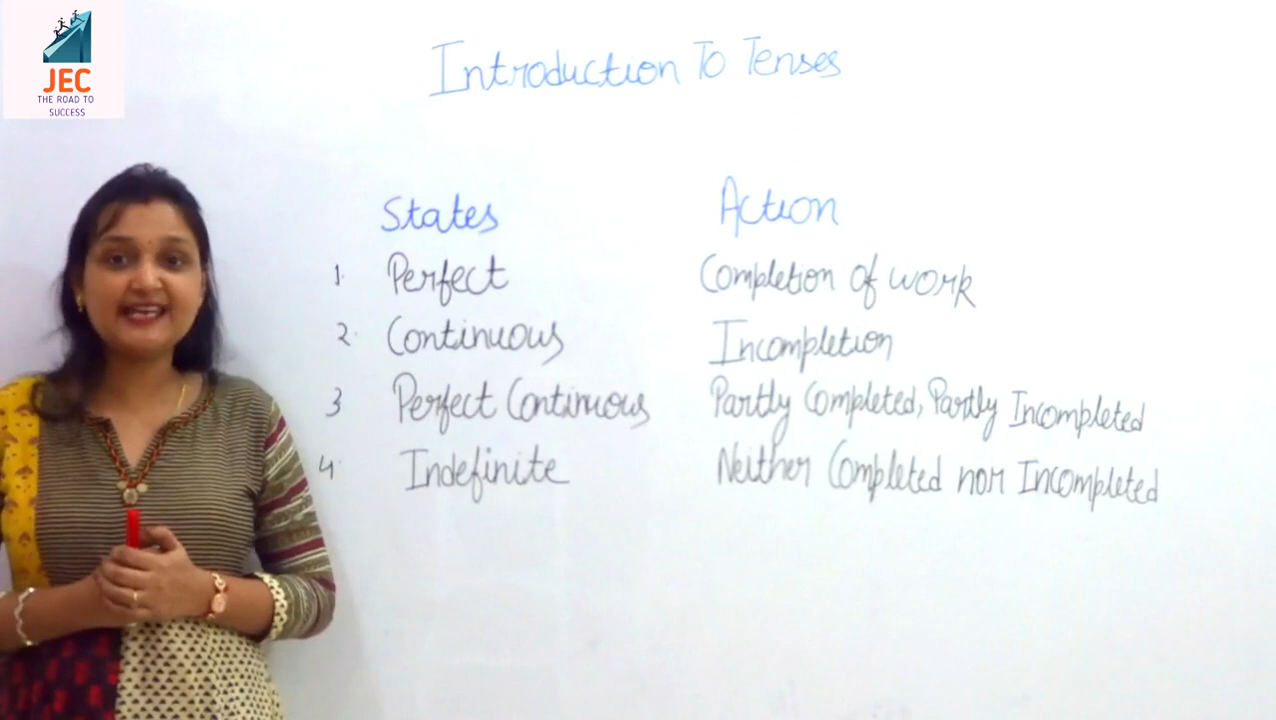 JEC
THE ROAD TO
SUCCESS
Introduction To Tenses
States Action
1. Perfect Completion of work
2. Continuous Incompletion
3 Perfect Continuous Partly Completed, Partly Incompleted
4. Indefinite Neither Completed nor Incompleted